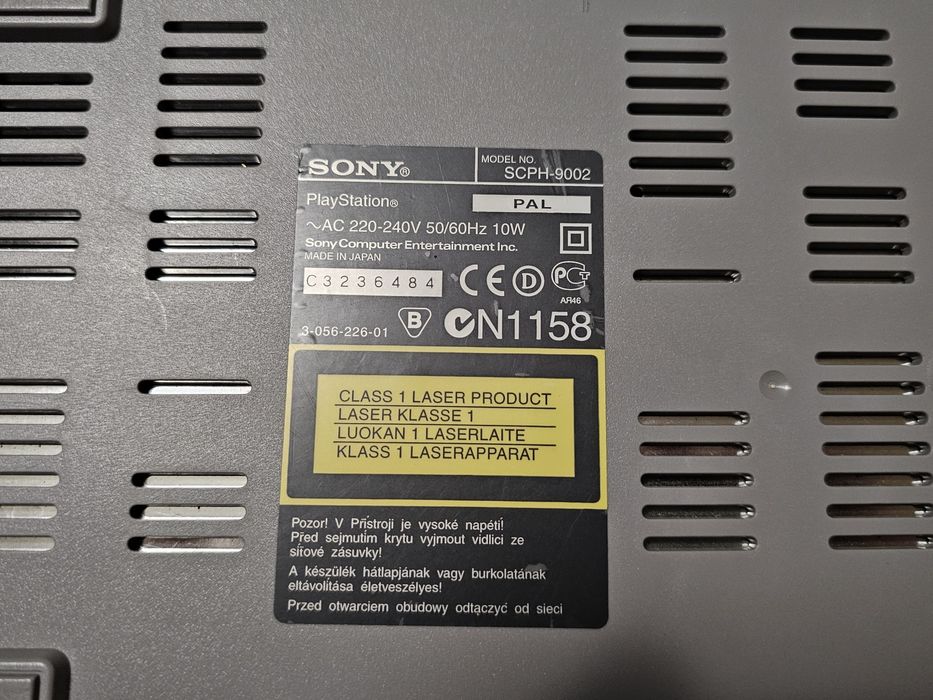 SONY®
MODEL NO.
SCPH-9002
PlayStation®
PAL
~AC 220-240V 50/60Hz 10W
Sony Computer Entertainment Inc.
MADE IN JAPAN
C3236484
CE D РСТ
АЯ46
3-056-226-01
B
N1158
CLASS 1 LASER PRODUCT
LASER KLASSE 1
LUOKAN 1 LASERLAITE
KLASS 1 LASERAPPARAT
Pozor! V Přístroji je vysoké napětí!
Před sejmutím krytu vyjmout vidlici ze
síťové zásuvky!
A készülék hátlapjának vagy burkolatának
eltávolítása életveszélyes!
Przed otwarciem obudowy odtączyć od sieci